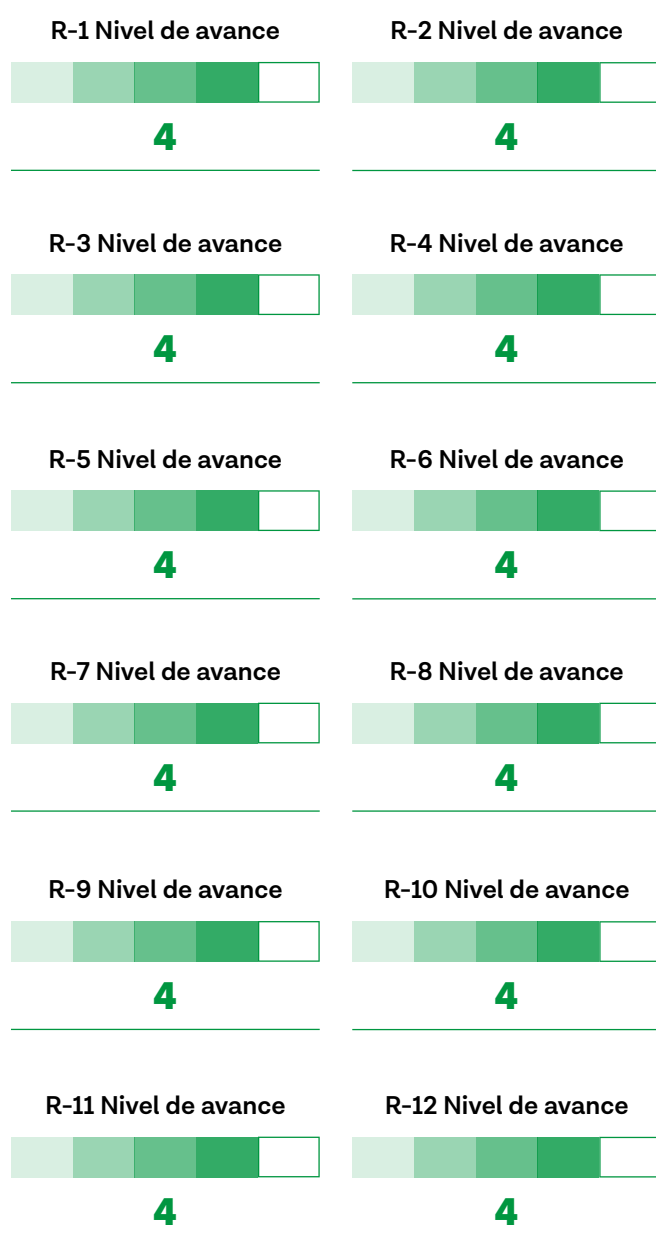 R-1 Nivel de avance
4
R-2 Nivel de avance
4
R-3 Nivel de avance
4
R-4 Nivel de avance
4
R-5 Nivel de avance
4
R-6 Nivel de avance
4
R-7 Nivel de avance
4
R-8 Nivel de avance
4
R-9 Nivel de avance
4
R-10 Nivel de avance
4
R-11 Nivel de avance
4
R-12 Nivel de avance
4